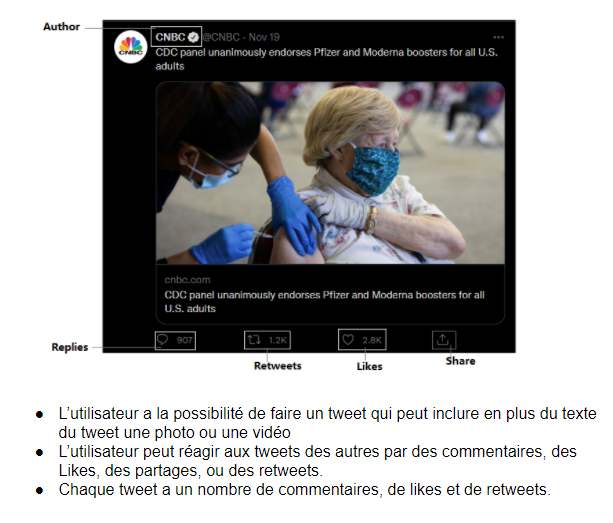 Author
CNBC @CNBC · Nov 19
CNBC
CDC panel unanimously endorses Pfizer and Moderna boosters for all U.S.
adults
cnbc.com
CDC panel unanimously endorses Pfizer and Moderna boosters for all
U.S. adults
907 1.2K 2.8K
Replies
Retweets
Likes
Share
● L’utilisateur a la possibilité de faire un tweet qui peut inclure en plus du texte
du tweet une photo ou une vidéo
● L’utilisateur peut réagir aux tweets des autres par des commentaires, des
Likes, des partages, ou des retweets.
● Chaque tweet a un nombre de commentaires, de likes et de retweets.